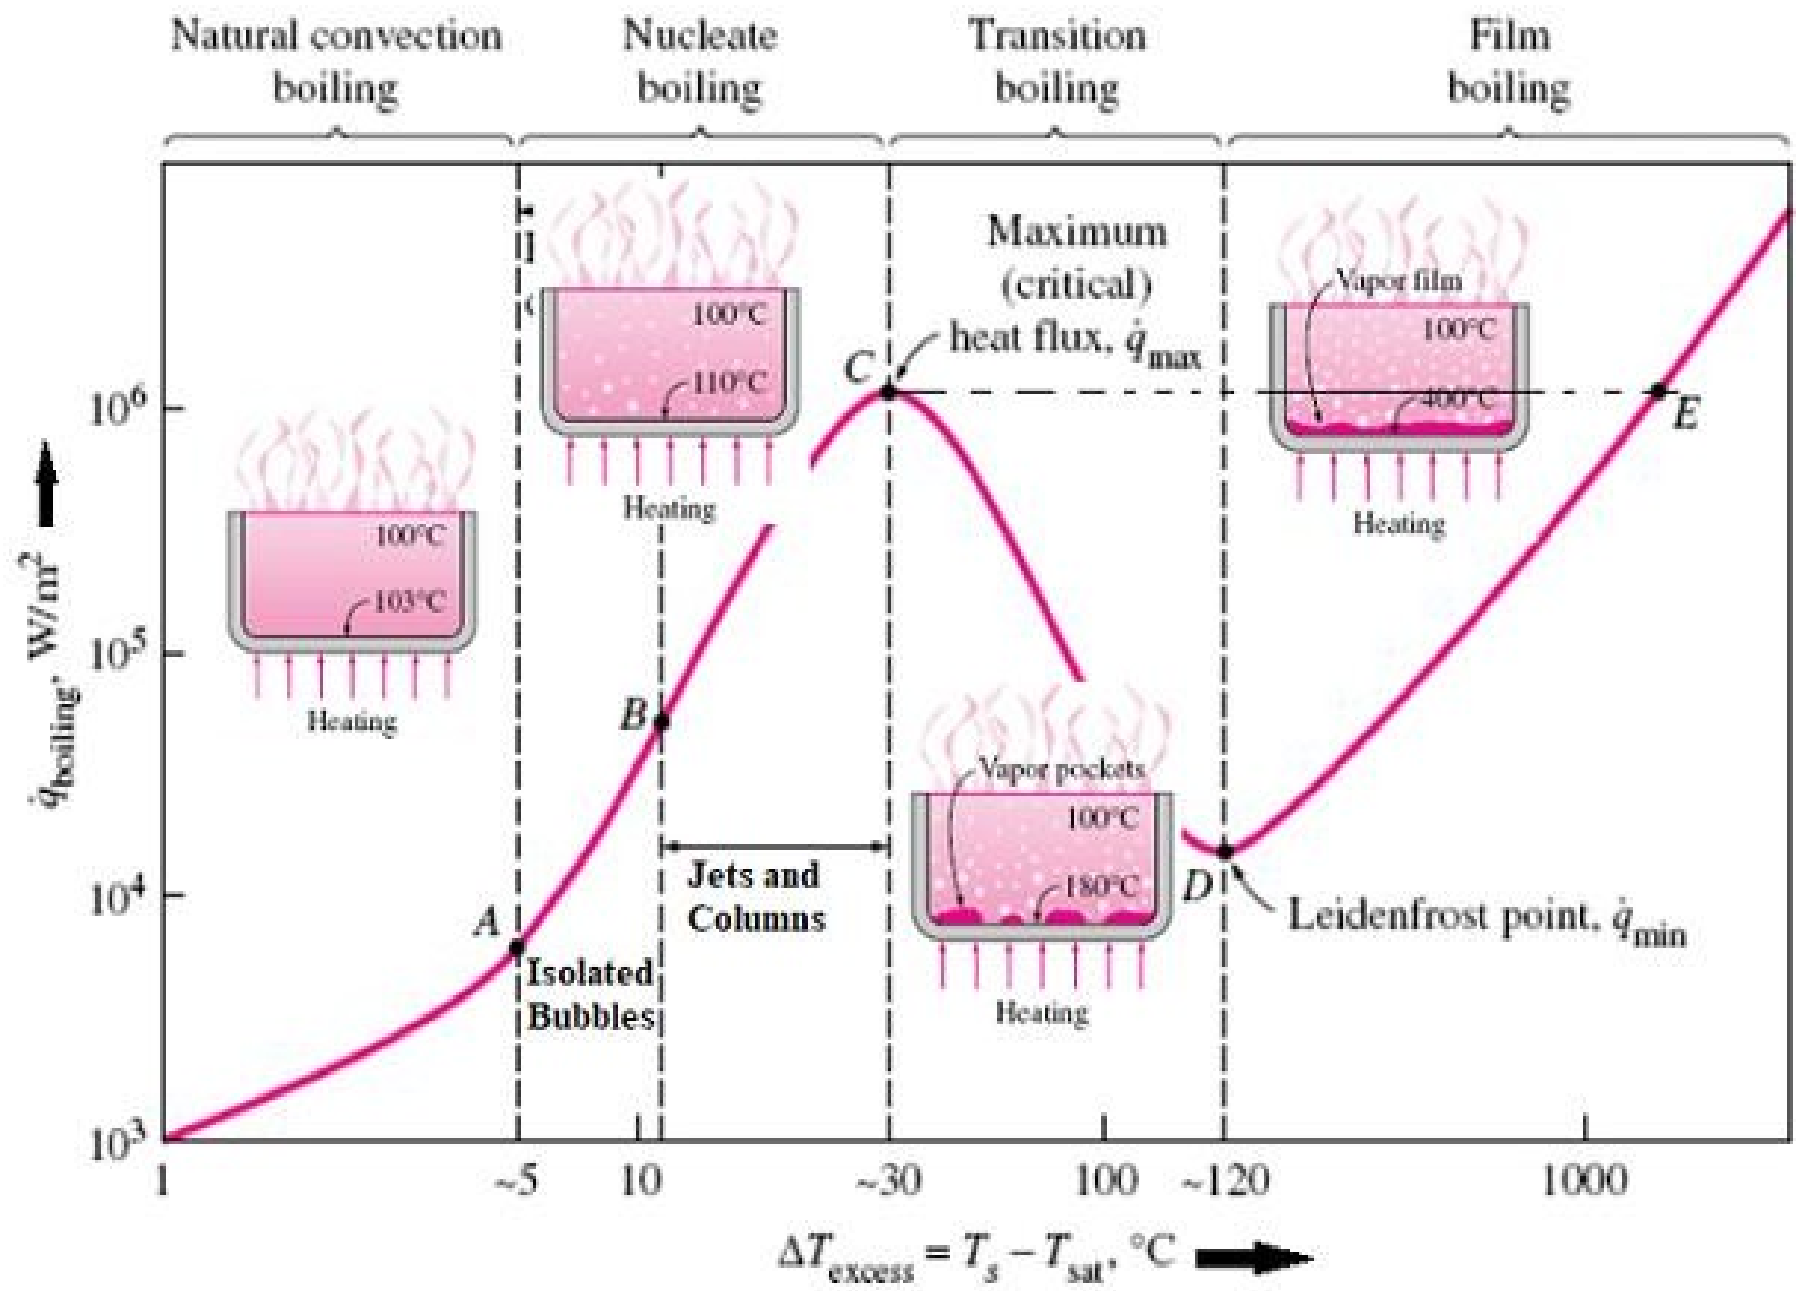 Natural convection
boiling
Nucleate
boiling
Transition
boiling
Film
boiling
Maximum
(critical)
heat flux, q̇max
100°C
110°C
Heating
Vapor film
100°C
400°C
Heating
100°C
103°C
Heating
C
E
B
A
D
Jets and
Columns
Isolated
Bubbles
Vapor pockets
100°C
180°C
Heating
Leidenfrost point, q̇min
q̇boiling, W/m²
10⁶
10⁵
10⁴
10³
1
~5
10
~30
100
~120
1000
ΔTexcess = Ts – Tsat, °C